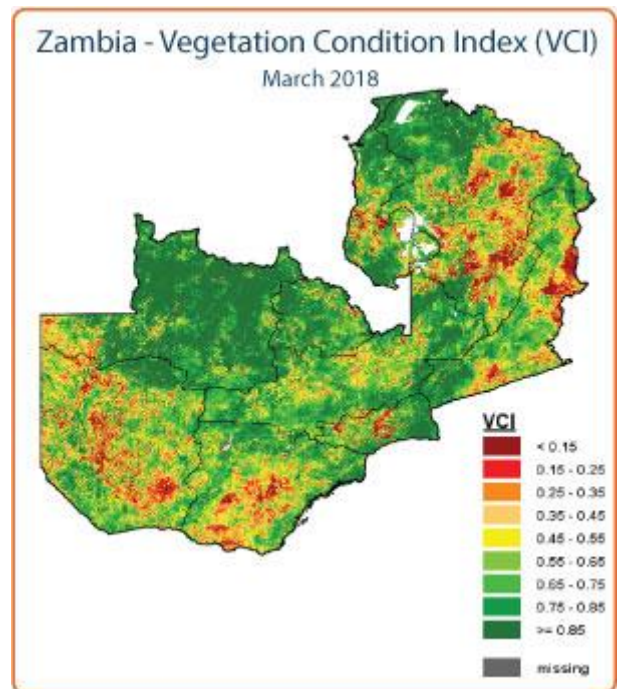 Zambia - Vegetation Condition Index (VCI)
March 2018
VCI
< 0.15
0.15 - 0.25
0.25 - 0.35
0.35 - 0.45
0.45 - 0.55
0.55 - 0.65
0.65 - 0.75
0.75 - 0.85
>= 0.85
missing